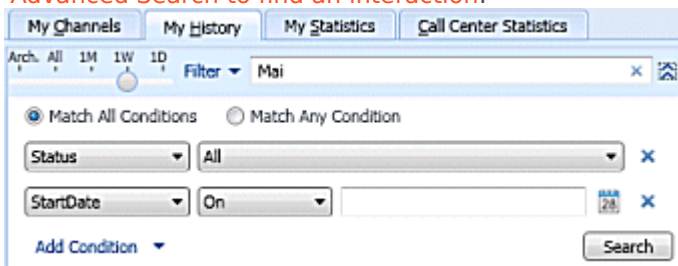 Advanced Search to find an interaction.
My Channels My History My Statistics Call Center Statistics
Arch. All 1M 1W 1D Filter Mai
Match All Conditions Match Any Condition
Status All
StartDate On 28
Add Condition Search